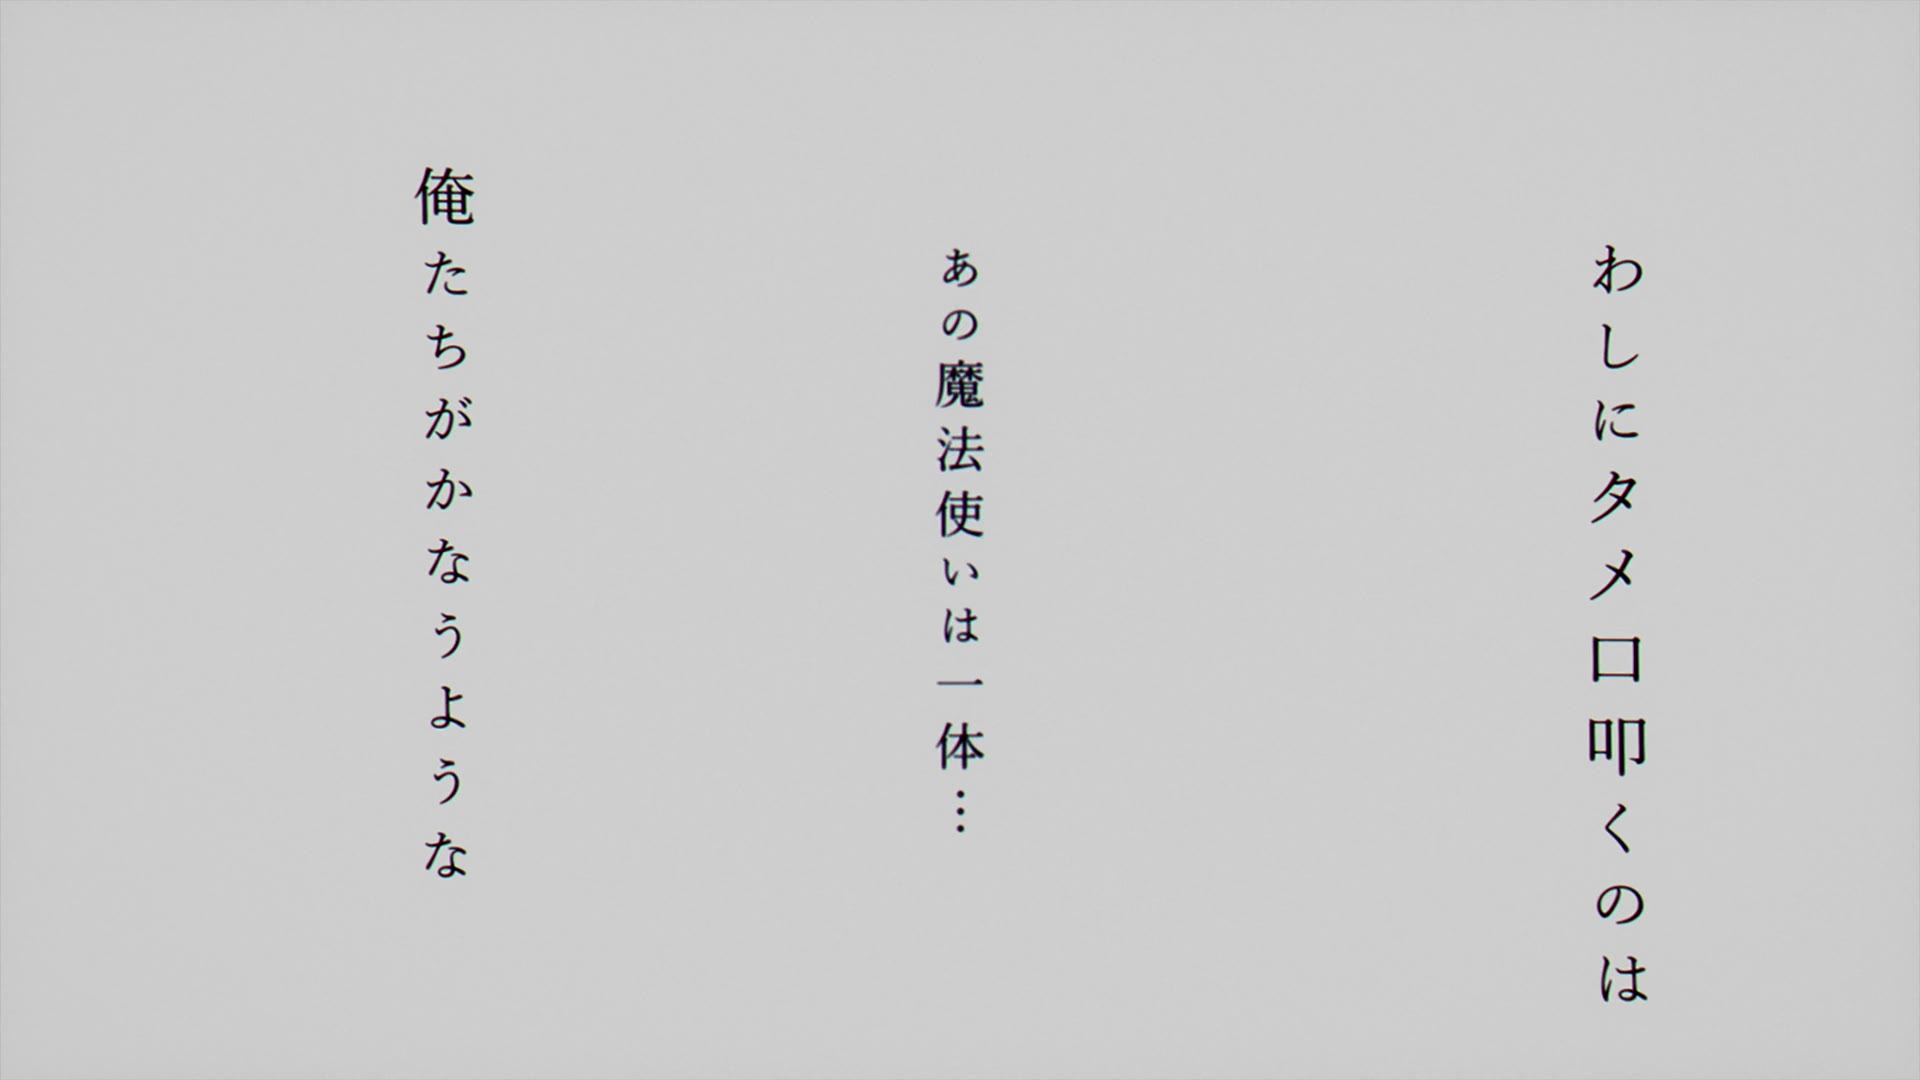 わしにタメ口叩くのは
あの魔法使いは一体…
俺たちがかなうような